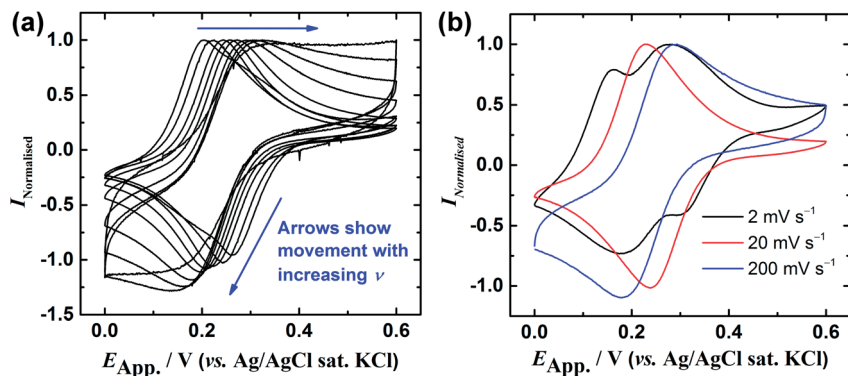 (a)
1.0
0.5
0.0
-0.5
-1.0
-1.5
I Normalised
0.0 0.2 0.4 0.6
E App. / V (vs. Ag/AgCl sat. KCl)
Arrows show
movement with
increasing ν
(b)
1.0
0.5
0.0
-0.5
-1.0
I Normalised
0.0 0.2 0.4 0.6
E App. / V (vs. Ag/AgCl sat. KCl)
2 mV s⁻¹
20 mV s⁻¹
200 mV s⁻¹